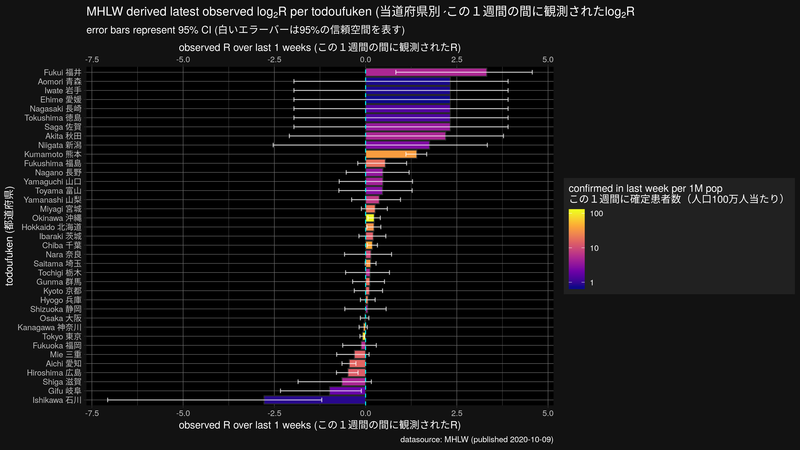 MHLW derived latest observed log2R per todoufuken (当道府県別 この１週間の間に観測されたlog2R
error bars represent 95% CI (白いエラーバーは95%の信頼空間を表す)
observed R over last 1 weeks (この１週間の間に観測されたR)
-7.5 -5.0 -2.5 0.0 2.5 5.0
todoufuken (都道府県)
Fukui 福井
Aomori 青森
Iwate 岩手
Ehime 愛媛
Nagasaki 長崎
Tokushima 徳島
Saga 佐賀
Akita 秋田
Niigata 新潟
Kumamoto 熊本
Fukushima 福島
Nagano 長野
Yamaguchi 山口
Toyama 富山
Yamanashi 山梨
Miyagi 宮城
Okinawa 沖縄
Hokkaido 北海道
Ibaraki 茨城
Chiba 千葉
Nara 奈良
Saitama 埼玉
Tochigi 栃木
Gunma 群馬
Kyoto 京都
Hyogo 兵庫
Shizuoka 静岡
Osaka 大阪
Kanagawa 神奈川
Tokyo 東京
Fukuoka 福岡
Mie 三重
Aichi 愛知
Hiroshima 広島
Shiga 滋賀
Gifu 岐阜
Ishikawa 石川
-7.5 -5.0 -2.5 0.0 2.5 5.0
observed R over last 1 weeks (この１週間の間に観測されたR)
confirmed in last week per 1M pop
この１週間に確定患者数（人口100万人当たり）
100
10
1
datasource: MHLW (published 2020-10-09)